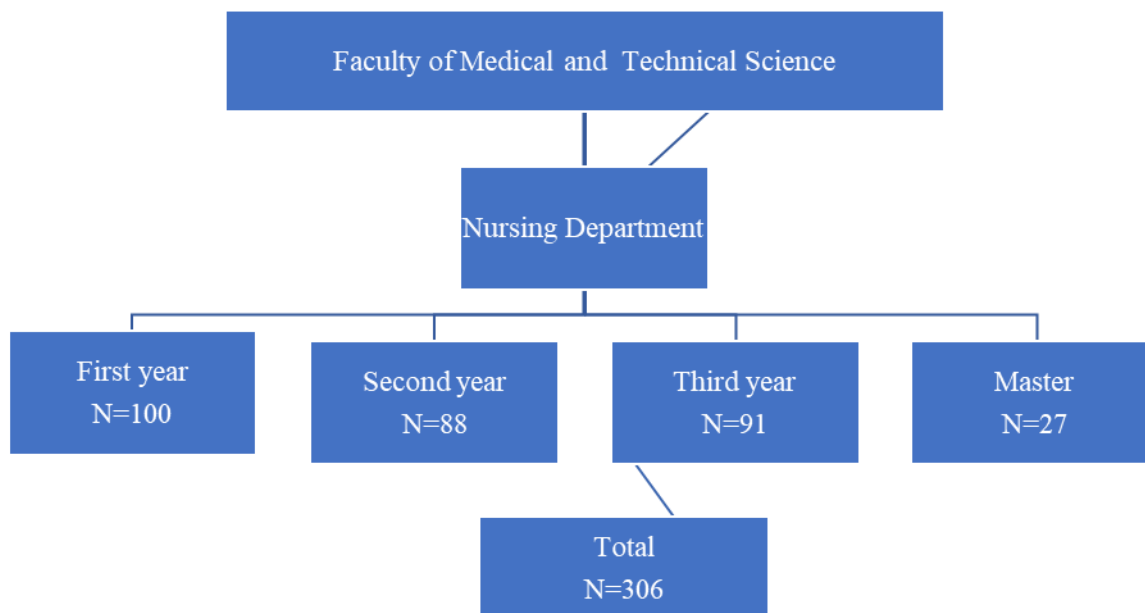 Faculty of Medical and Technical Science
Nursing Department
First year
N=100
Second year
N=88
Third year
N=91
Master
N=27
Total
N=306